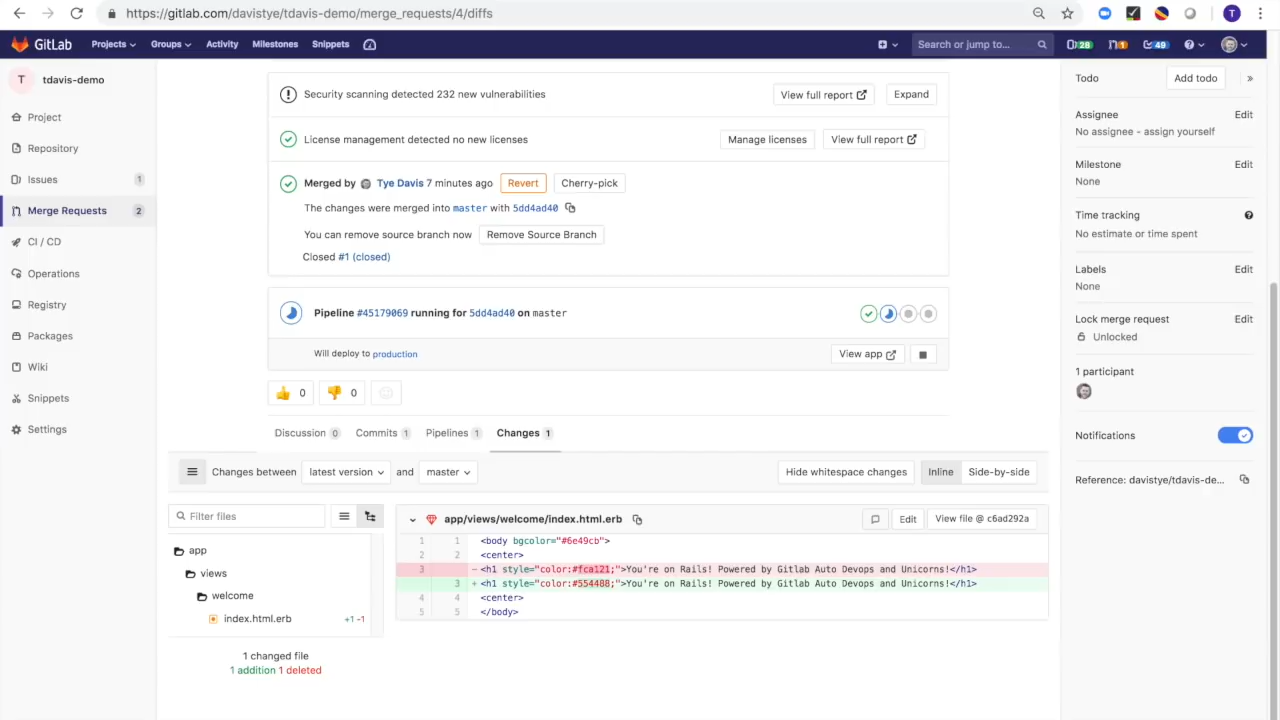 https://gitlab.com/davistye/tdavis-demo/merge_requests/4/diffs
T
GitLab Projects Groups Activity Milestones Snippets Search or jump to... 28 1 49
T tdavis-demo
Project
Repository
Issues 1
Merge Requests 2
CI / CD
Operations
Registry
Packages
Wiki
Snippets
Settings
Security scanning detected 232 new vulnerabilities View full report Expand
License management detected no new licenses Manage licenses View full report
Merged by Tye Davis 7 minutes ago Revert Cherry-pick
The changes were merged into master with 5dd4ad40
You can remove source branch now Remove Source Branch
Closed #1 (closed)
Pipeline #45179069 running for 5dd4ad40 on master
Will deploy to production View app
0 0
Discussion 0 Commits 1 Pipelines 1 Changes 1
Changes between latest version and master Hide whitespace changes Inline Side-by-side
Filter files
app
views
welcome
index.html.erb +1 -1
1 changed file
1 addition 1 deleted
app/views/welcome/index.html.erb Edit View file @ c6ad292a
1 1 <body bgcolor="#6e49cb">
2 2 <center>
3 - <h1 style="color:#fca121;">You're on Rails! Powered by Gitlab Auto Devops and Unicorns!</h1>
3 + <h1 style="color:#554488;">You're on Rails! Powered by Gitlab Auto Devops and Unicorns!</h1>
4 4 <center>
5 5 </body>
Todo Add todo »
Assignee Edit
No assignee - assign yourself
Milestone Edit
None
Time tracking ?
No estimate or time spent
Labels Edit
None
Lock merge request Edit
Unlocked
1 participant
Notifications
Reference: davistye/tdavis-de...